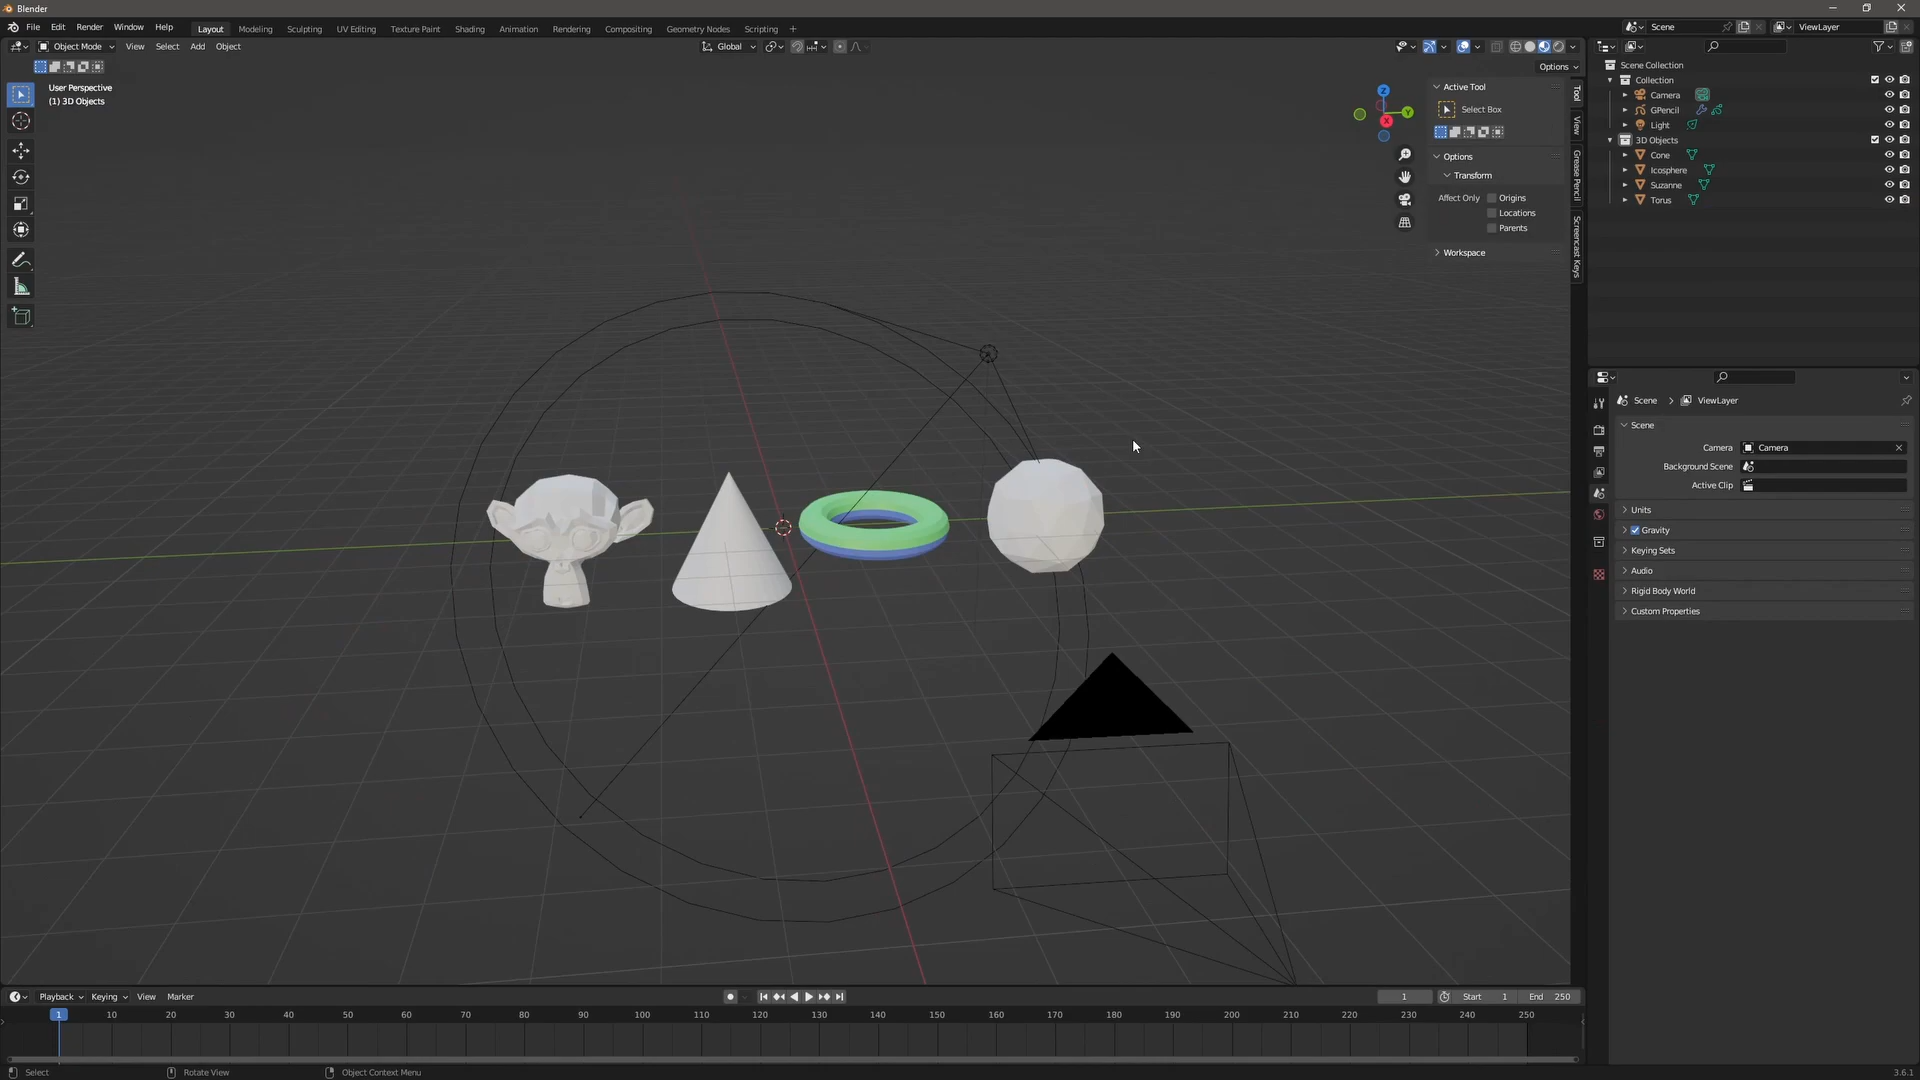 Blender
File Edit Render Window Help Layout Modeling Sculpting UV Editing Texture Paint Shading Animation Rendering Compositing Geometry Nodes Scripting + Scene ViewLayer
Object Mode View Select Add Object Global
Options
User Perspective
(1) 3D Objects
Z
Y
X
Active Tool
Select Box
Options
Transform
Affect Only Origins
Locations
Parents
Workspace
Tool
View
Grease Pencil
Screencast Keys
Scene Collection
Collection
Camera
GPencil
Light
3D Objects
Cone
Icosphere
Suzanne
Torus
Scene > ViewLayer
Scene
Camera Camera
Background Scene
Active Clip
Units
Gravity
Keying Sets
Audio
Rigid Body World
Custom Properties
Playback Keying View Marker 1 Start 1 End 250
1 10 20 30 40 50 60 70 80 90 100 110 120 130 140 150 160 170 180 190 200 210 220 230 240 250
Select Rotate View Object Context Menu 3.6.1